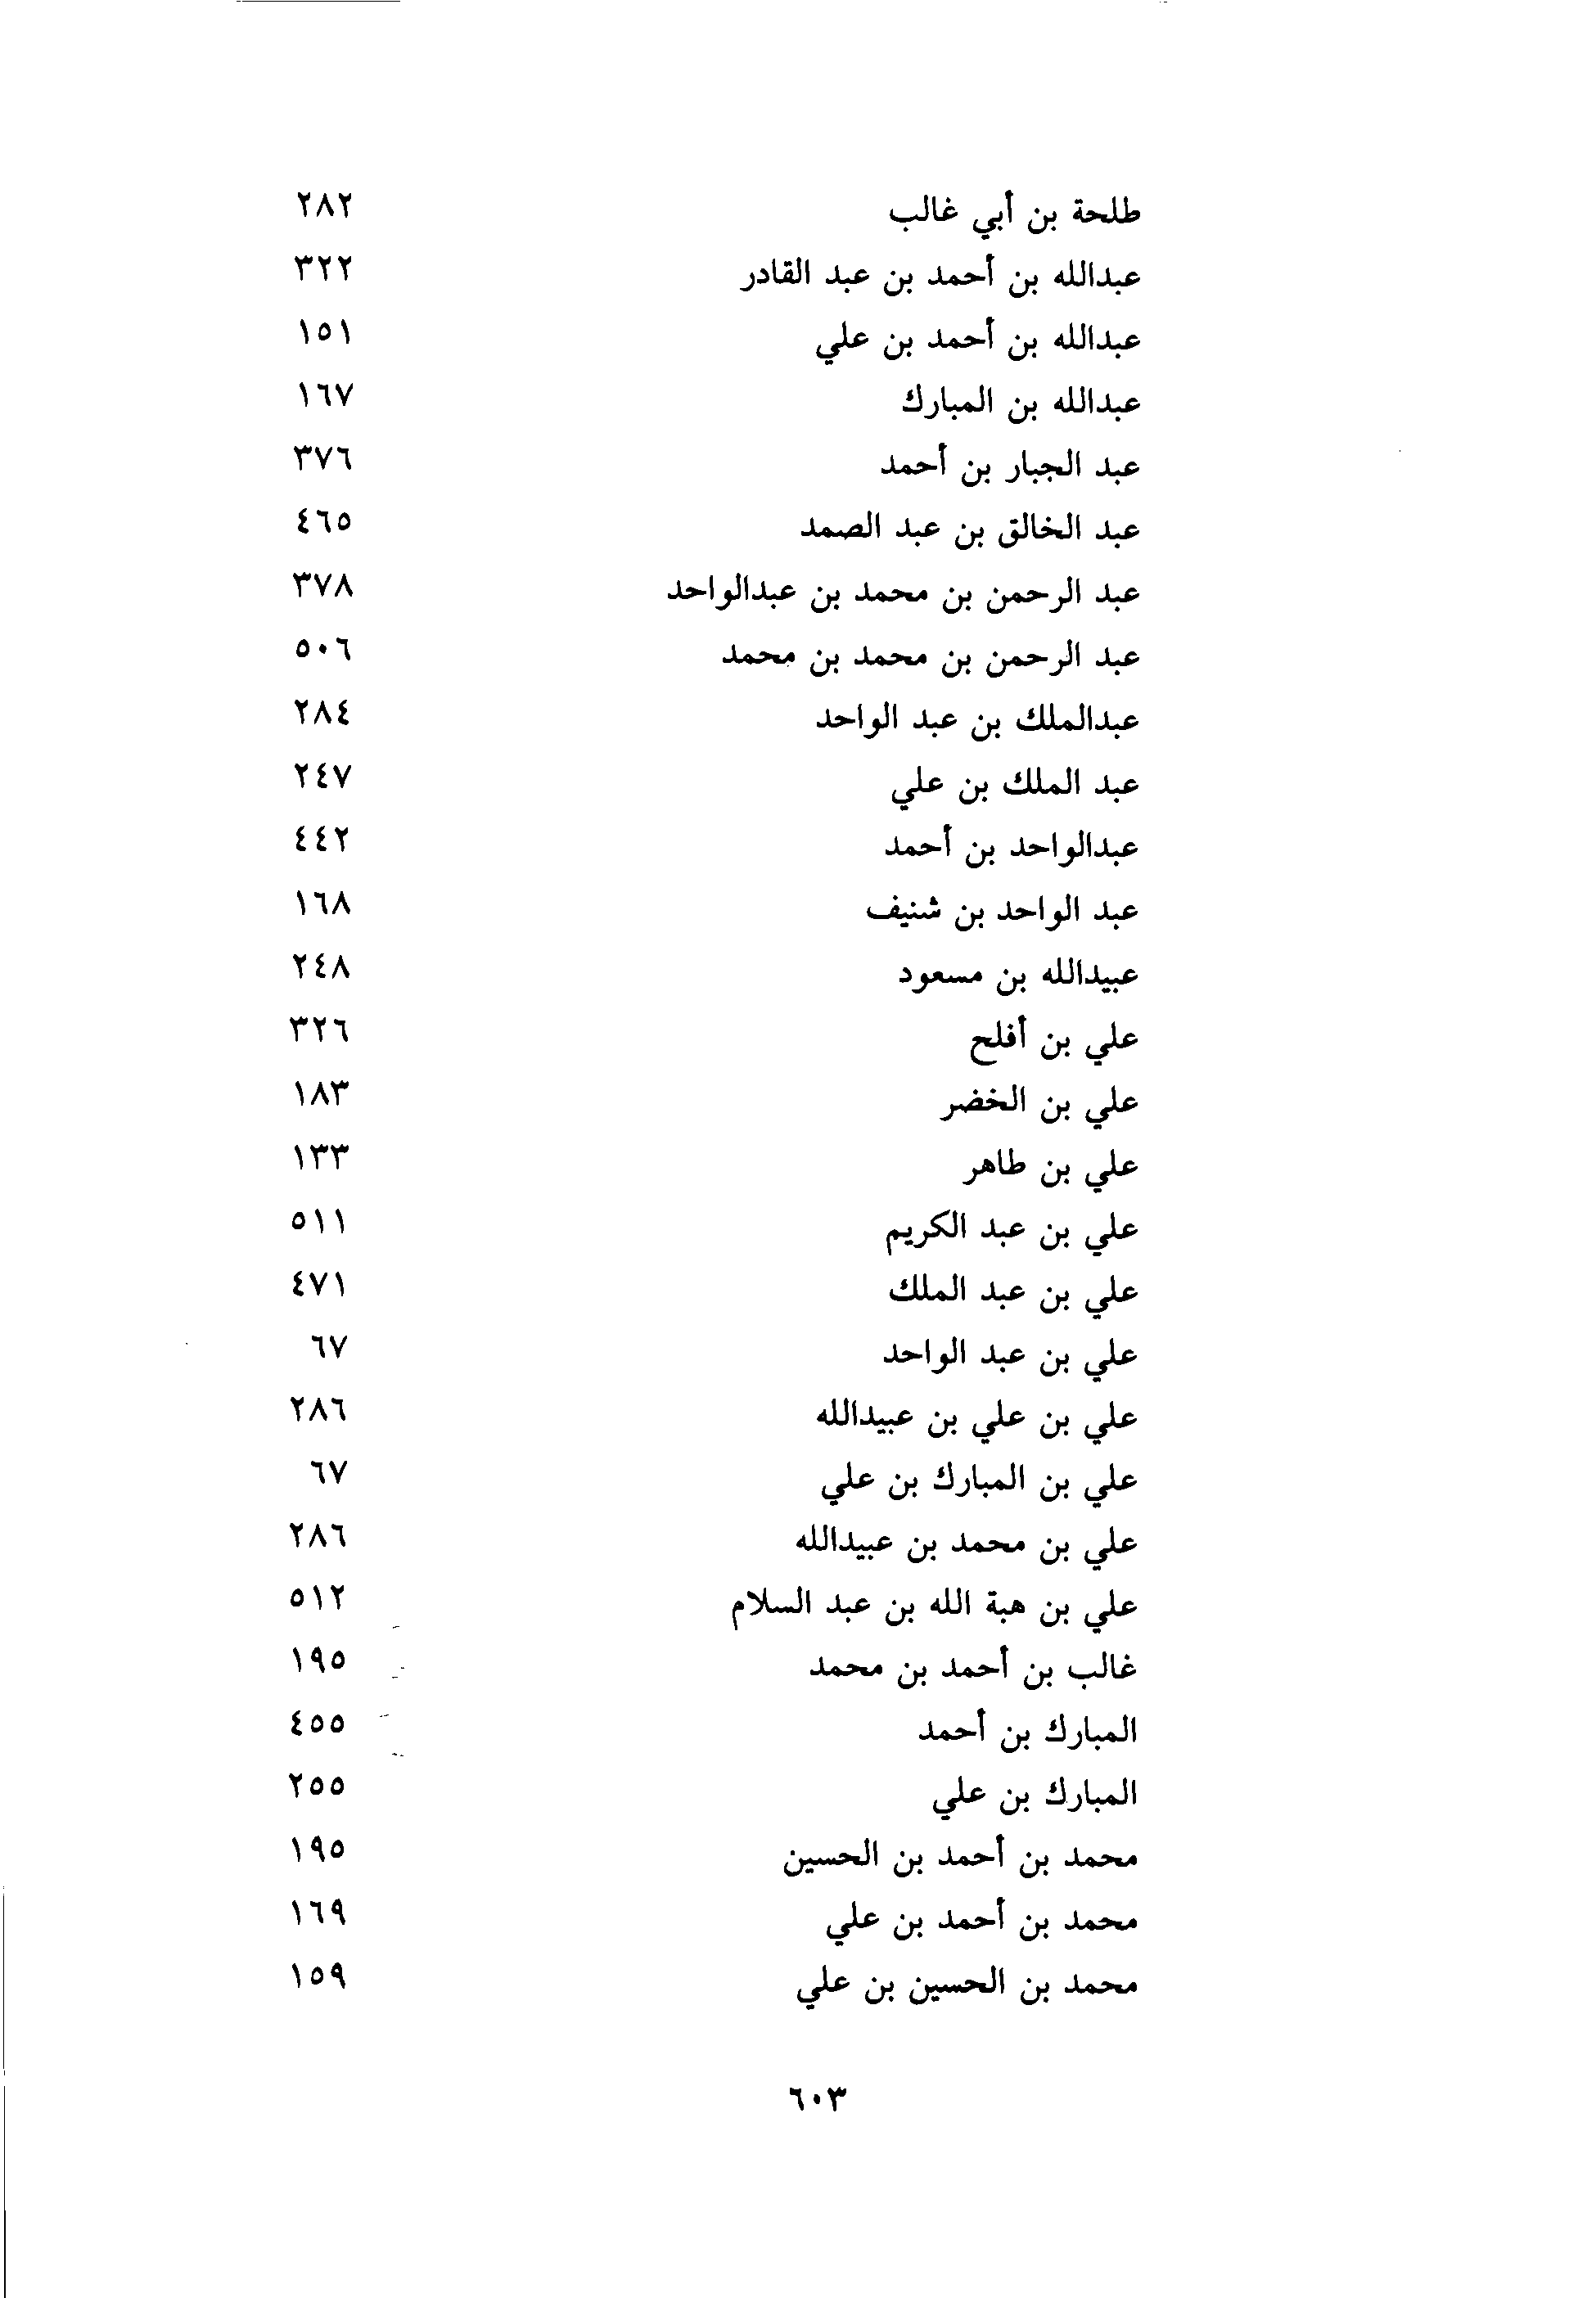 طلحة بن أبي غالب ٢٨٢
عبدالله بن أحمد بن عبد القادر ٣٢٢
عبدالله بن أحمد بن علي ١٥١
عبدالله بن المبارك ١٦٧
عبد الجبار بن أحمد ٣٧٦
عبد الخالق بن عبد الصمد ٤٦٥
عبد الرحمن بن محمد بن عبدالواحد ٣٧٨
عبد الرحمن بن محمد بن محمد ٥٠٦
عبدالملك بن عبد الواحد ٢٨٤
عبد الملك بن علي ٢٤٧
عبدالواحد بن أحمد ٤٤٢
عبد الواحد بن شنيف ١٦٨
عبيدالله بن مسعود ٢٤٨
علي بن أفلح ٣٢٦
علي بن الخضر ١٨٣
علي بن طاهر ١٣٣
علي بن عبد الكريم ٥١١
علي بن عبد الملك ٤٧١
علي بن عبد الواحد ٦٧
علي بن علي بن عبيدالله ٢٨٦
علي بن المبارك بن علي ٦٧
علي بن محمد بن عبيدالله ٢٨٦
علي بن هبة الله بن عبد السلام ٥١٢
غالب بن أحمد بن محمد ١٩٥
المبارك بن أحمد ٤٥٥
المبارك بن علي ٢٥٥
محمد بن أحمد بن الحسين ١٩٥
محمد بن أحمد بن علي ١٦٩
محمد بن الحسين بن علي ١٥٩
٦٠٣